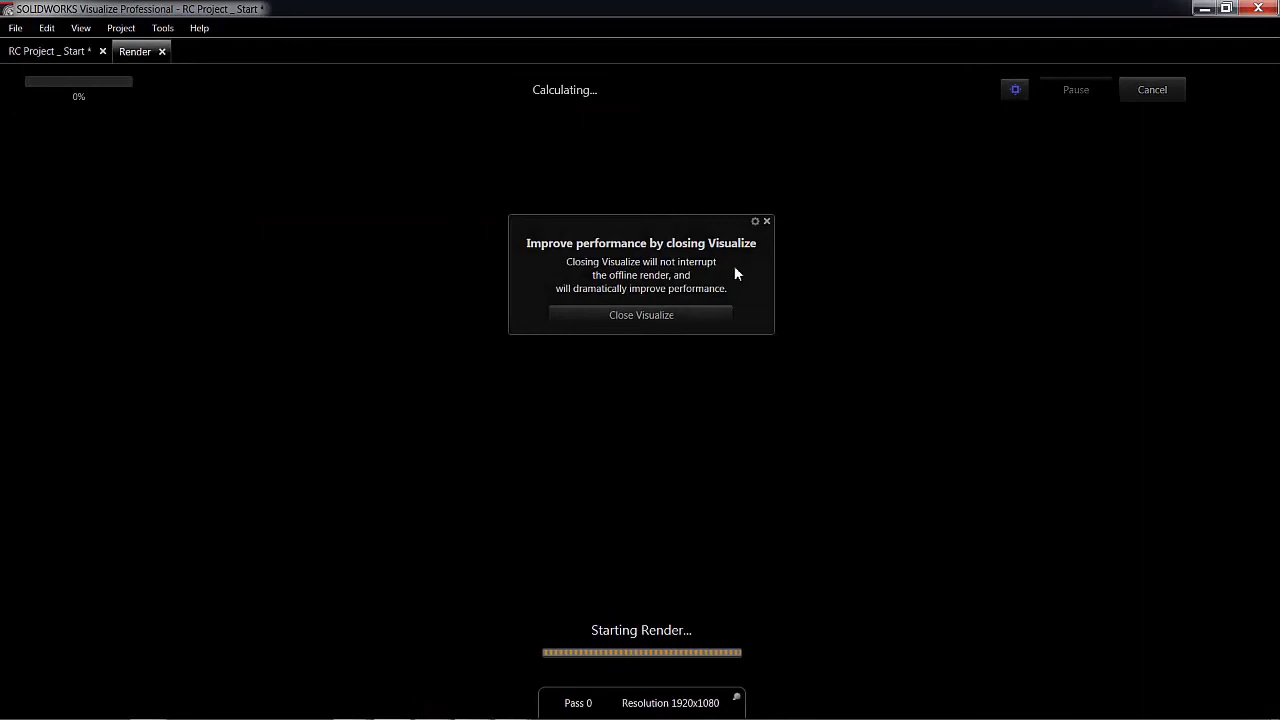 SOLIDWORKS Visualize Professional - RC Project _ Start *
File Edit View Project Tools Help
RC Project _ Start * Render
0%
Calculating...
Pause
Cancel
Improve performance by closing Visualize
Closing Visualize will not interrupt
the offline render, and
will dramatically improve performance.
Close Visualize
Starting Render...
Pass 0 Resolution 1920x1080